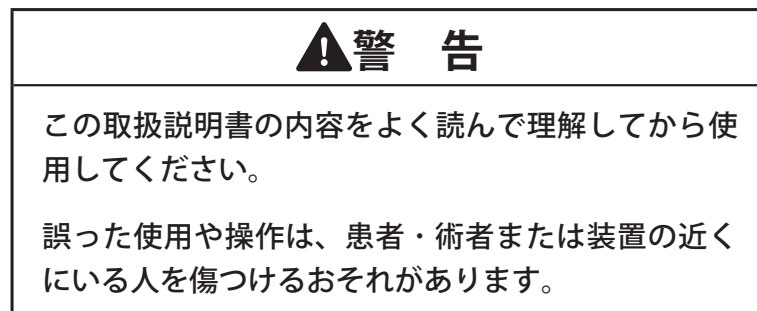 警　告
この取扱説明書の内容をよく読んで理解してから使
用してください。
誤った使用や操作は、患者・術者または装置の近く
にいる人を傷つけるおそれがあります。